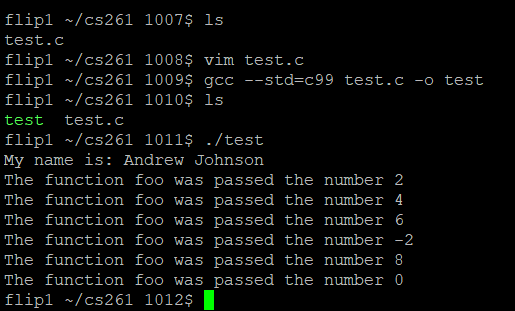 flip1 ~/cs261 1007$ ls
test.c
flip1 ~/cs261 1008$ vim test.c
flip1 ~/cs261 1009$ gcc --std=c99 test.c -o test
flip1 ~/cs261 1010$ ls
test  test.c
flip1 ~/cs261 1011$ ./test
My name is: Andrew Johnson
The function foo was passed the number 2
The function foo was passed the number 4
The function foo was passed the number 6
The function foo was passed the number -2
The function foo was passed the number 8
The function foo was passed the number 0
flip1 ~/cs261 1012$